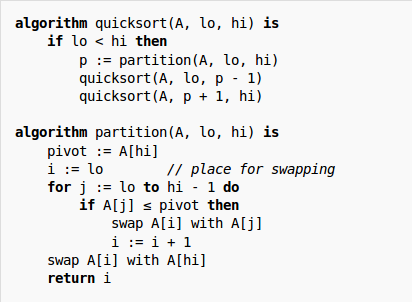 algorithm quicksort(A, lo, hi) is
    if lo < hi then
        p := partition(A, lo, hi)
        quicksort(A, lo, p - 1)
        quicksort(A, p + 1, hi)

algorithm partition(A, lo, hi) is
    pivot := A[hi]
    i := lo        // place for swapping
    for j := lo to hi - 1 do
        if A[j] ≤ pivot then
            swap A[i] with A[j]
            i := i + 1
    swap A[i] with A[hi]
    return i